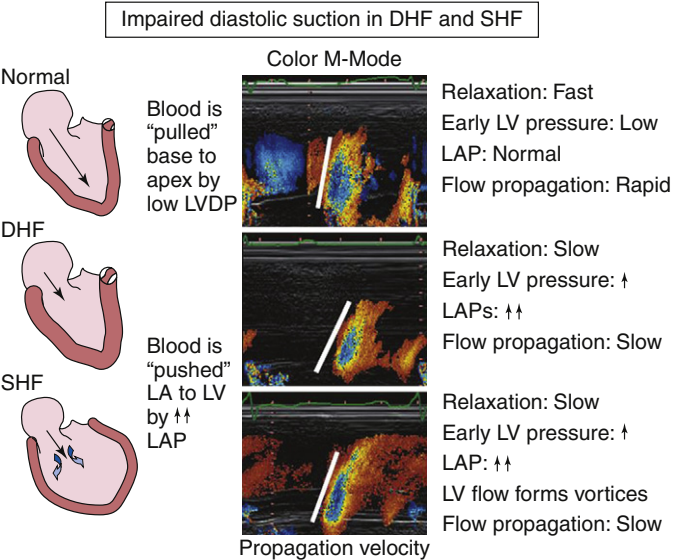 Impaired diastolic suction in DHF and SHF
Color M-Mode
Normal
Blood is
“pulled”
base to
apex by
low LVDP
Relaxation: Fast
Early LV pressure: Low
LAP: Normal
Flow propagation: Rapid
DHF
Relaxation: Slow
Early LV pressure: ↑
LAPs: ↑↑
Flow propagation: Slow
Blood is
“pushed”
LA to LV
by ↑↑
LAP
SHF
Relaxation: Slow
Early LV pressure: ↑
LAP: ↑↑
LV flow forms vortices
Flow propagation: Slow
Propagation velocity